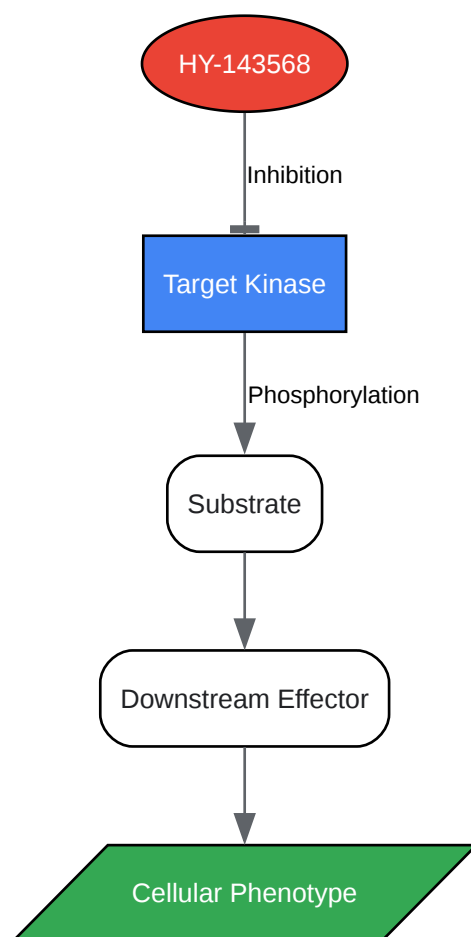 HY-143568
Inhibition
Target Kinase
Phosphorylation
Substrate
Downstream Effector
Cellular Phenotype